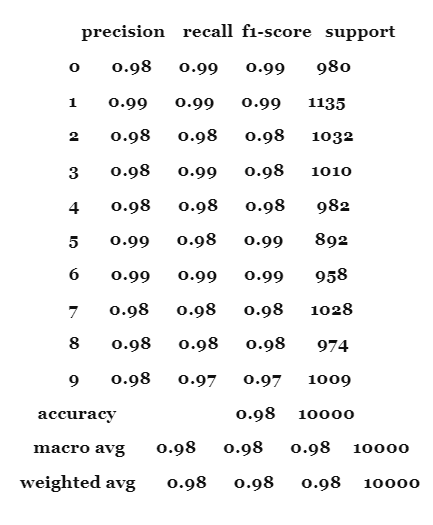 precision recall f1-score support
0 0.98 0.99 0.99 980
1 0.99 0.99 0.99 1135
2 0.98 0.98 0.98 1032
3 0.98 0.99 0.98 1010
4 0.98 0.98 0.98 982
5 0.99 0.98 0.99 892
6 0.99 0.99 0.99 958
7 0.98 0.98 0.98 1028
8 0.98 0.98 0.98 974
9 0.98 0.97 0.97 1009
accuracy 0.98 10000
macro avg 0.98 0.98 0.98 10000
weighted avg 0.98 0.98 0.98 10000